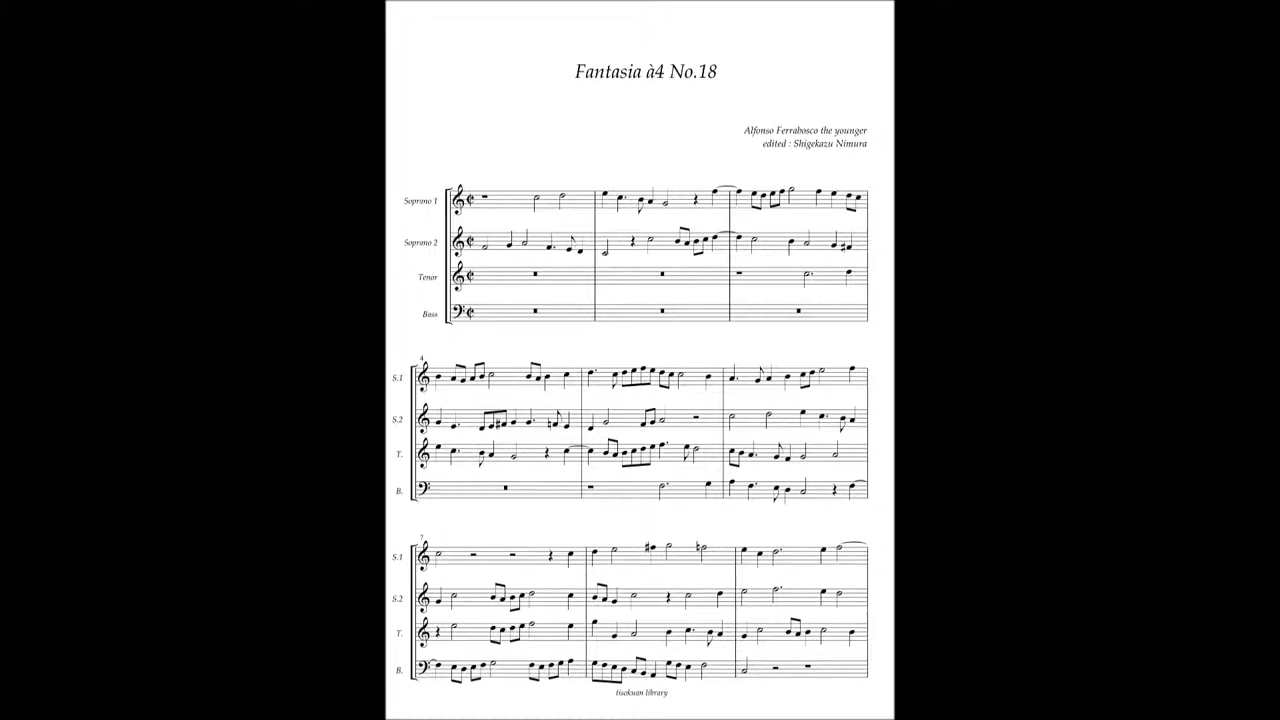 Fantasia à4 No.18
Alfonso Ferrabosco the younger
edited : Shigekazu Nimura
Soprano 1
Soprano 2
Tenor
Bass
4
S.1
S.2
T.
B.
7
S.1
S.2
T.
B.
tisokuan library